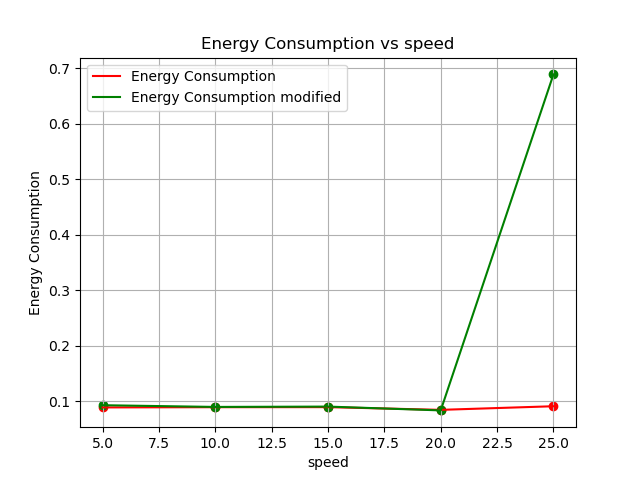 Energy Consumption vs speed
Energy Consumption
Energy Consumption modified
0.7
0.6
0.5
0.4
0.3
0.2
0.1
Energy Consumption
5.0 7.5 10.0 12.5 15.0 17.5 20.0 22.5 25.0
speed